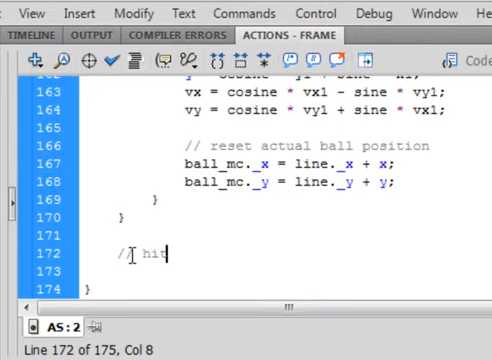 View Insert Modify Text Commands Control Debug Window
TIMELINE OUTPUT COMPILER ERRORS ACTIONS - FRAME
Code
163 vx = cosine * vx1 - sine * vy1;
164 vy = cosine * vy1 + sine * vx1;
165
166 // reset actual ball position
167 ball_mc._x = line._x + x;
168 ball_mc._y = line._y + y;
169 }
170 }
171
172 // hit
173
174 }
AS:2
Line 172 of 175, Col 8